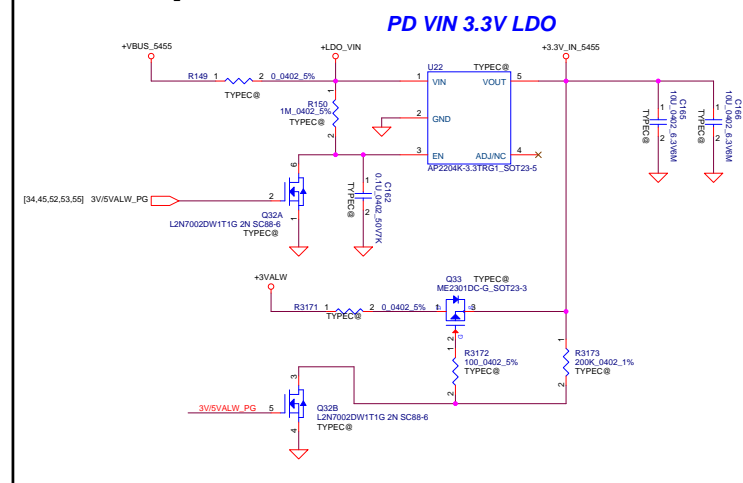 PD VIN 3.3V LDO
+VBUS_5455
+LDO_VIN
+3.3V_IN_5455
U22 TYPEC@
R149 1 2 0_0402_5%
TYPEC@
1 VIN VOUT 5
R150
1M_0402_5%
TYPEC@
1
2
2 GND
3 EN ADJ/NC 4
AP2204K-3.3TRG1_SOT23-5
C165
10U_0402_6.3V6M
TYPEC@
1
2
C166
10U_0402_6.3V6M
TYPEC@
1
2
[34,45,52,53,55] 3V/5VALW_PG
2
6
1
Q32A
L2N7002DW1T1G 2N SC88-6
TYPEC@
C162
0.1U_0402_50V7K
TYPEC@
1
2
+3VALW
Q33 TYPEC@
ME2301DC-G_SOT23-3
R3171 1 2 0_0402_5%
TYPEC@
3
2
D
1
R3172
100_0402_5%
TYPEC@
2
1
R3173
200K_0402_1%
TYPEC@
2
3
3V/5VALW_PG 5
Q32B
L2N7002DW1T1G 2N SC88-6
TYPEC@
4